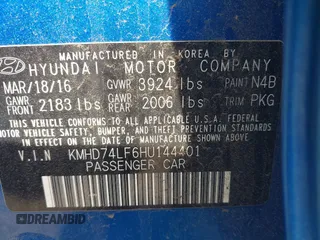 MANUFACTURED IN KOREA BY
HYUNDAI MOTOR COMPANY
MAR/18/16 GVWR 3924 lbs PAINT N4B
GAWR FRONT 2183 lbs GAWR REAR 2006 lbs TRIM PKG
THIS VEHICLE CONFORMS TO ALL APPLICABLE
FEDERAL MOTOR VEHICLE SAFETY, BUMPER, AND THEFT
PREVENTION STANDARDS IN EFFECT ON THE DATE OF
MANUFACTURE SHOWN ABOVE.
V.I.N KMHD74LF6HU144401
PASSENGER CAR
DREAMBID